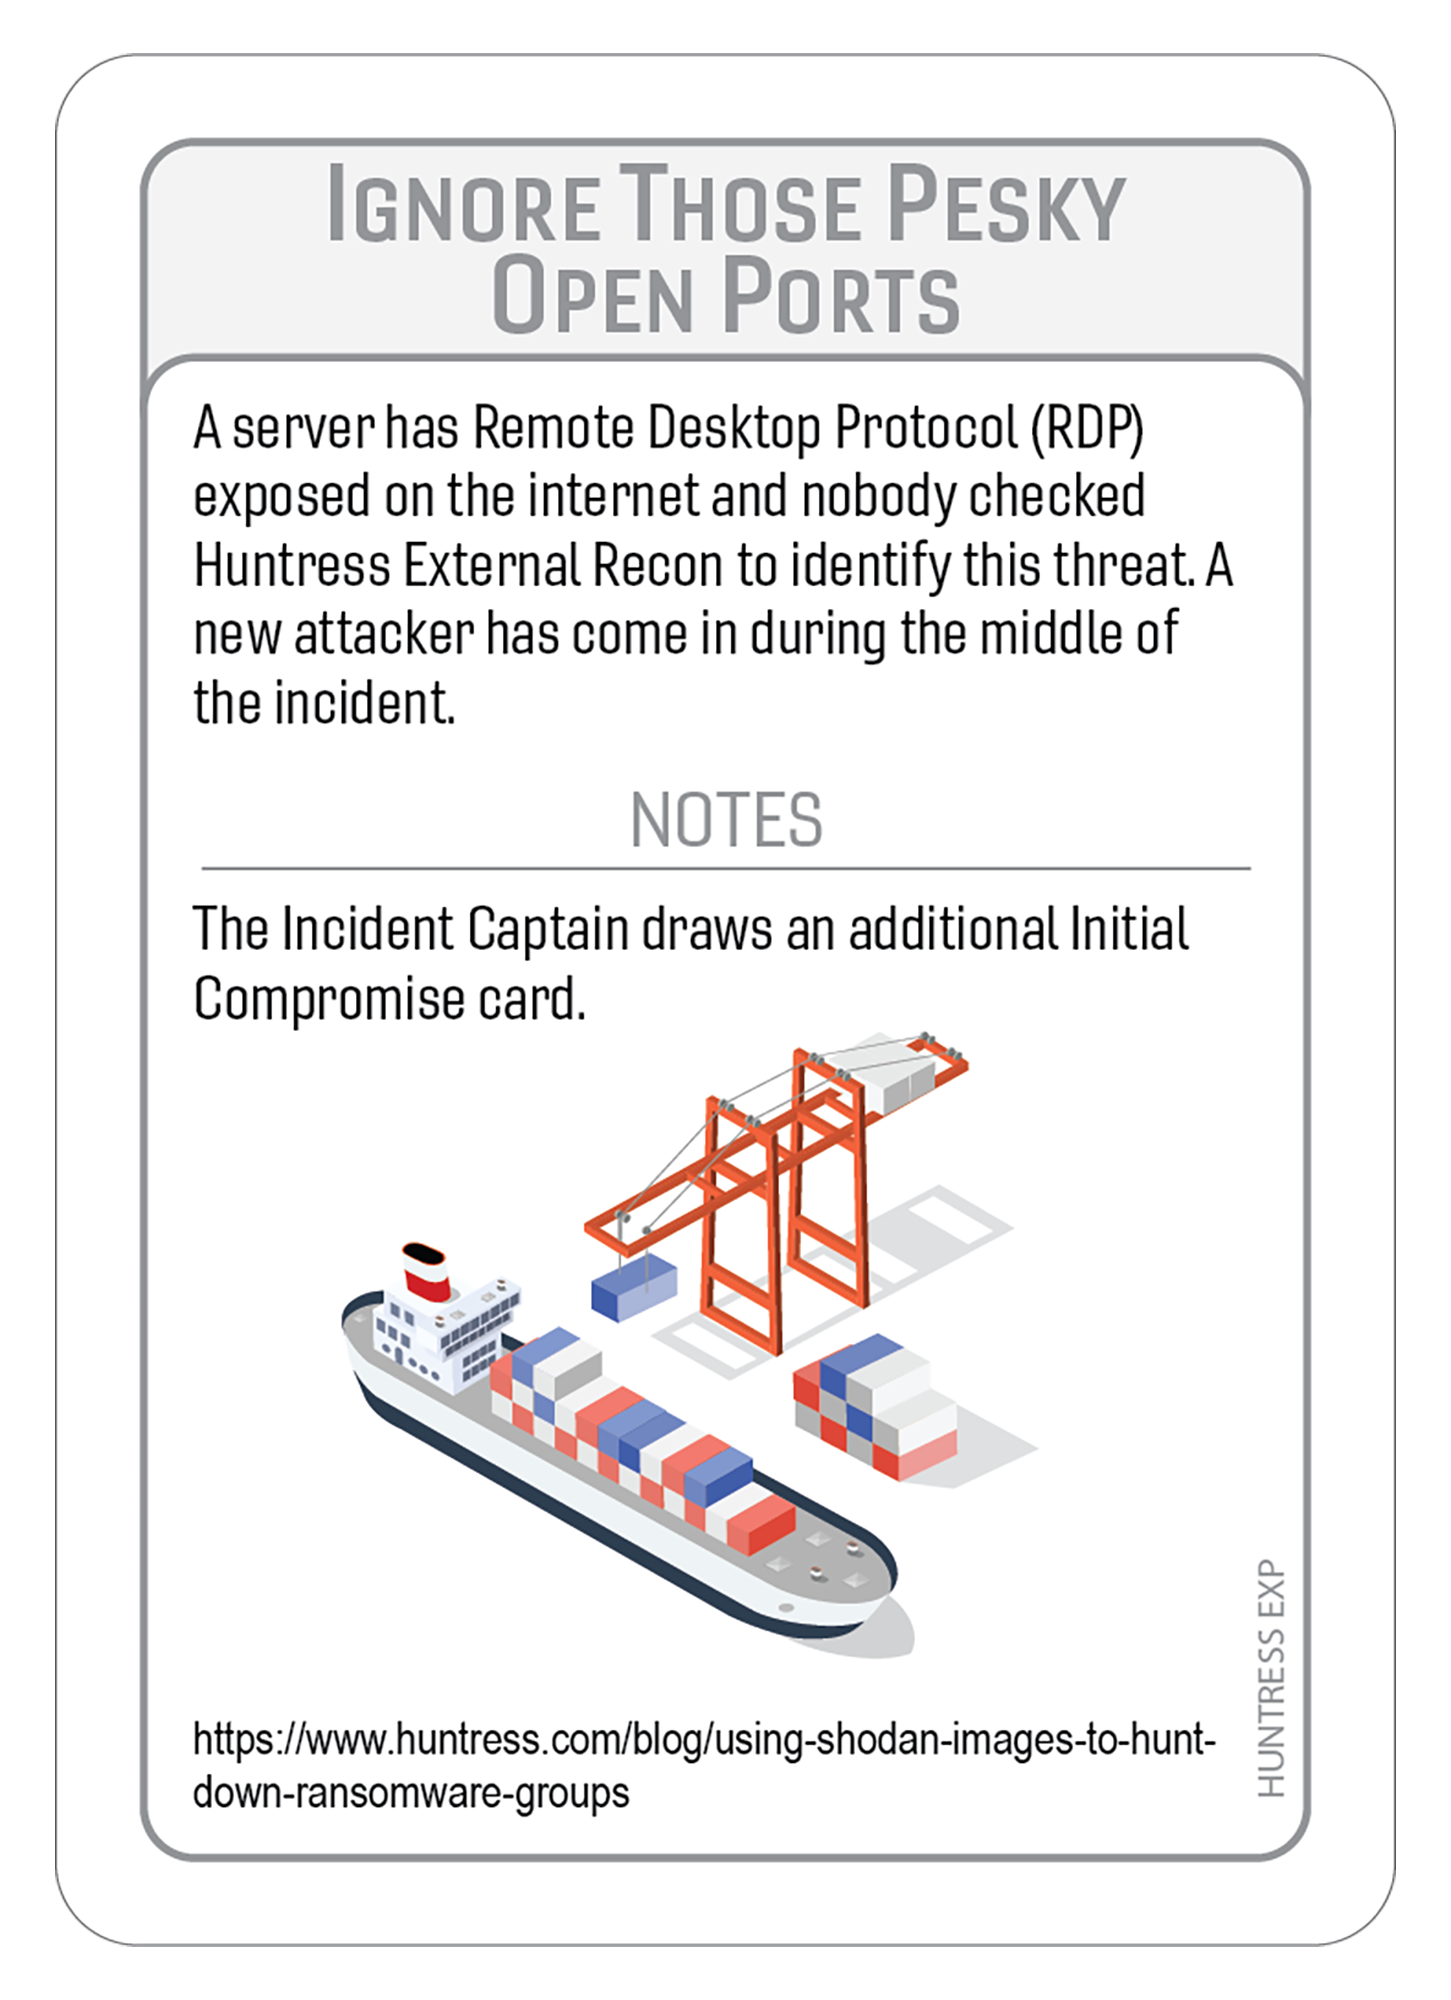 Ignore Those Pesky
Open Ports
A server has Remote Desktop Protocol (RDP)
exposed on the internet and nobody checked
Huntress External Recon to identify this threat. A
new attacker has come in during the middle of
the incident.
NOTES
The Incident Captain draws an additional Initial
Compromise card.
HUNTRESS EXP
https://www.huntress.com/blog/using-shodan-images-to-hunt-
down-ransomware-groups